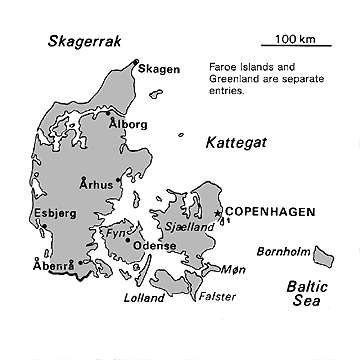 Skagerrak
100 km
Skagen
Faroe Islands and
Greenland are separate
entries.
Ålborg
Kattegat
Århus
Esbjerg
COPENHAGEN
Sjælland
Fyn
Odense
Bornholm
Åbenrå
Møn
Baltic
Sea
Lolland
Falster